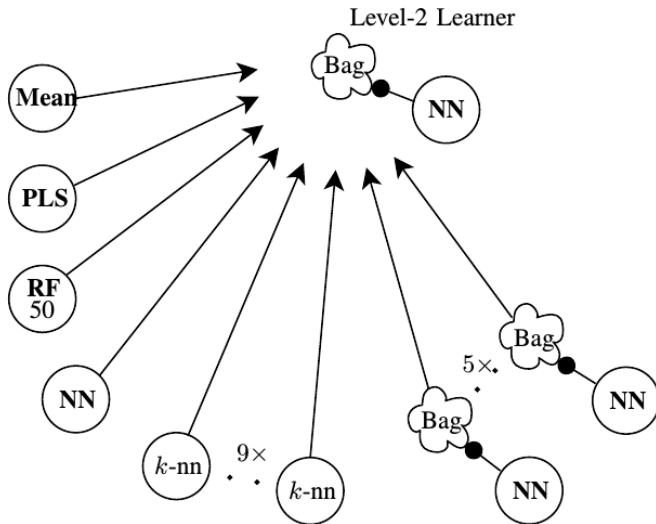 Level-2 Learner
Bag
NN
Mean
PLS
RF
50
NN
k-nn
9×
k-nn
Bag
NN
5×
Bag
NN